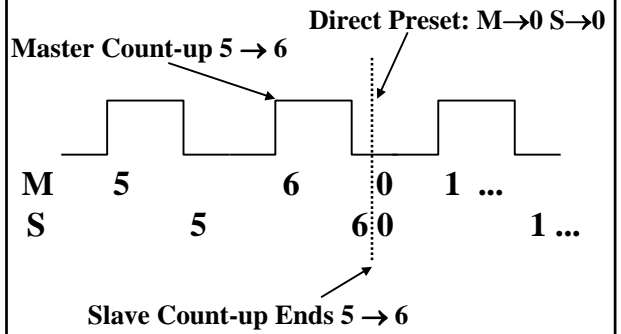 Direct Preset: M→0 S→0
Master Count-up 5 → 6
M 5 6 0 1 ...
S 5 6 0 1 ...
Slave Count-up Ends 5 → 6